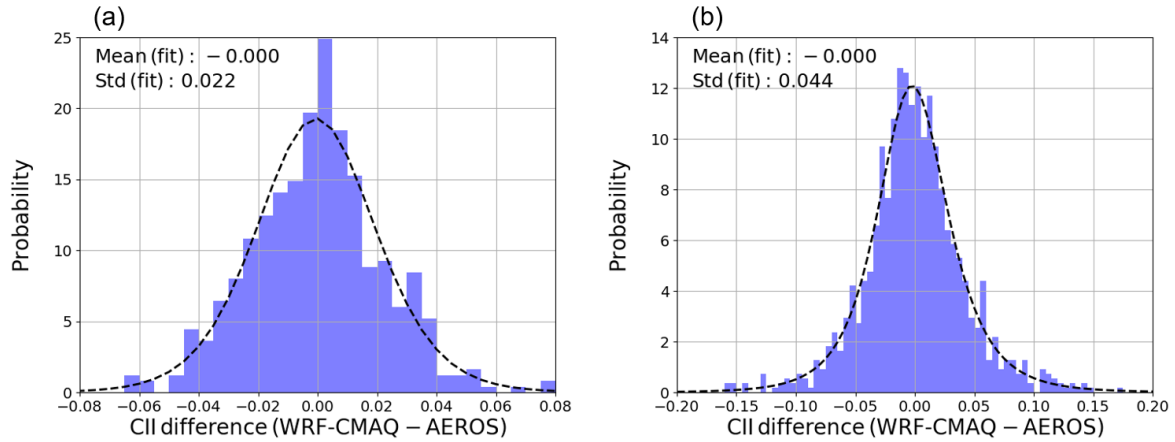 (a)
Mean (fit) : −0.000
Std (fit) : 0.022
25
20
15
10
5
0
Probability
−0.08 −0.06 −0.04 −0.02 0.00 0.02 0.04 0.06 0.08
CII difference (WRF-CMAQ − AEROS)
(b)
Mean (fit) : −0.000
Std (fit) : 0.044
14
12
10
8
6
4
2
0
Probability
−0.20 −0.15 −0.10 −0.05 0.00 0.05 0.10 0.15 0.20
CII difference (WRF-CMAQ − AEROS)